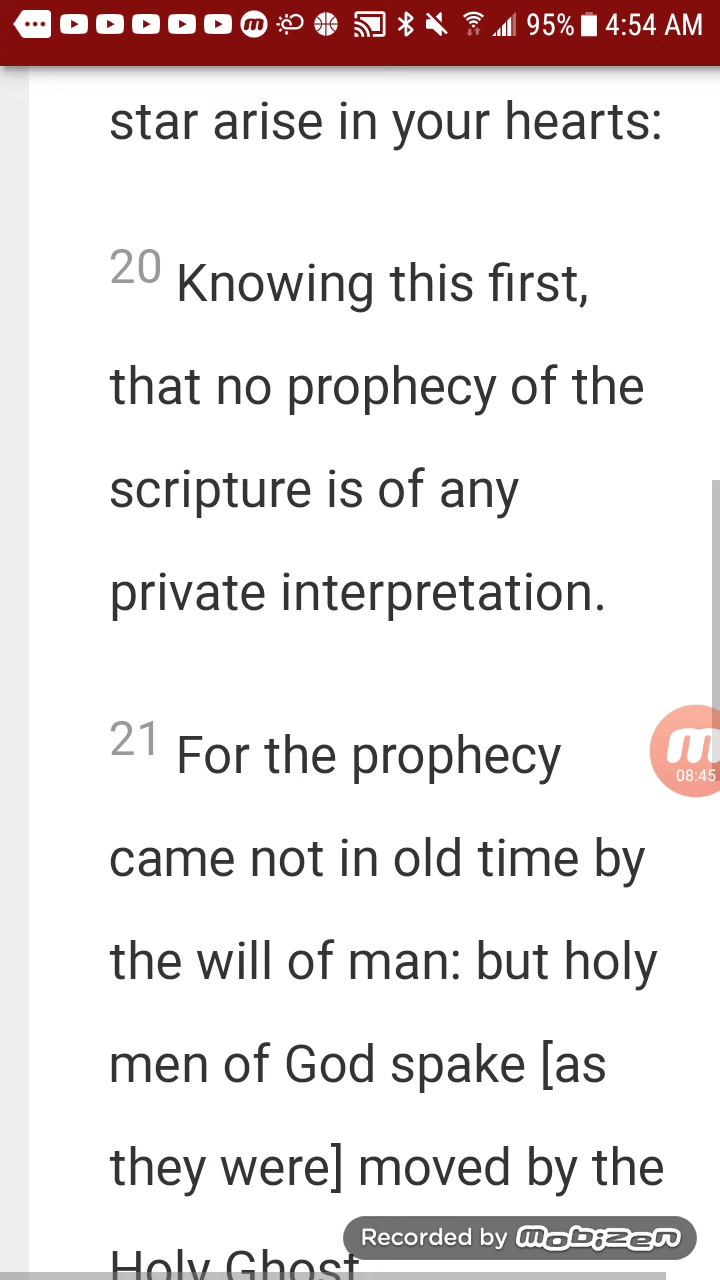 95% 4:54 AM
star arise in your hearts:
20 Knowing this first,
that no prophecy of the
scripture is of any
private interpretation.
21 For the prophecy
m
08:45
came not in old time by
the will of man: but holy
men of God spake [as
they were] moved by the
Recorded by mobizen
Holy Ghost